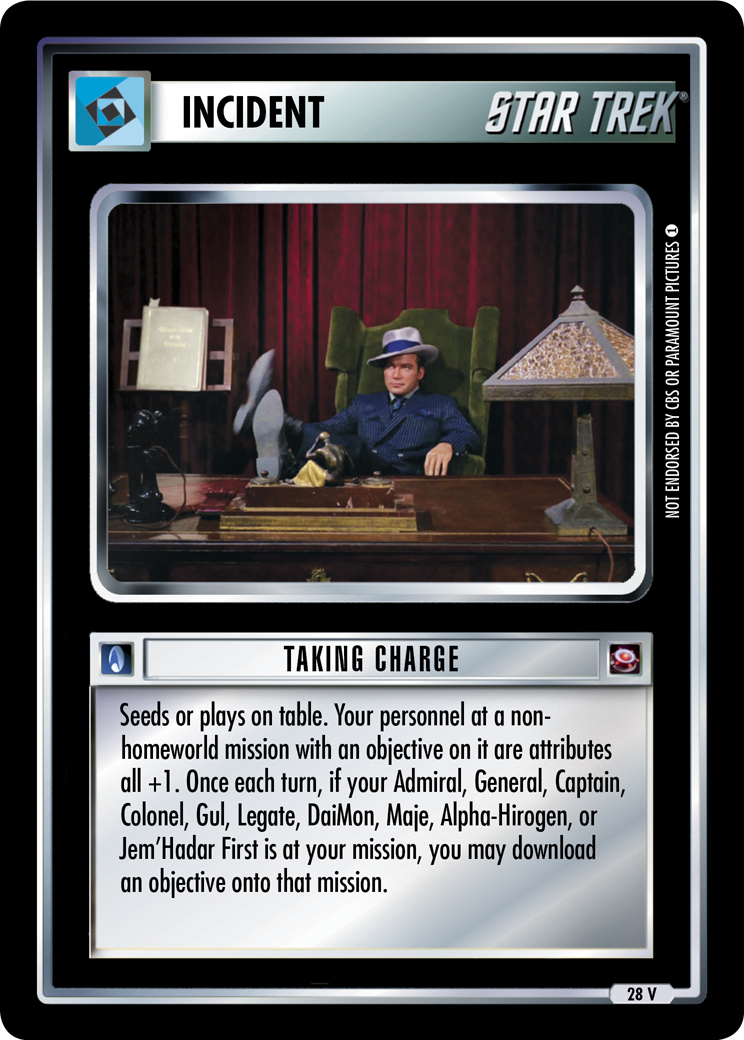 INCIDENT
STAR TREK®
NOT ENDORSED BY CBS OR PARAMOUNT PICTURES 1
TAKING CHARGE
Seeds or plays on table. Your personnel at a non-
homeworld mission with an objective on it are attributes
all +1. Once each turn, if your Admiral, General, Captain,
Colonel, Gul, Legate, DaiMon, Maje, Alpha-Hirogen, or
Jem’Hadar First is at your mission, you may download
an objective onto that mission.
28 V